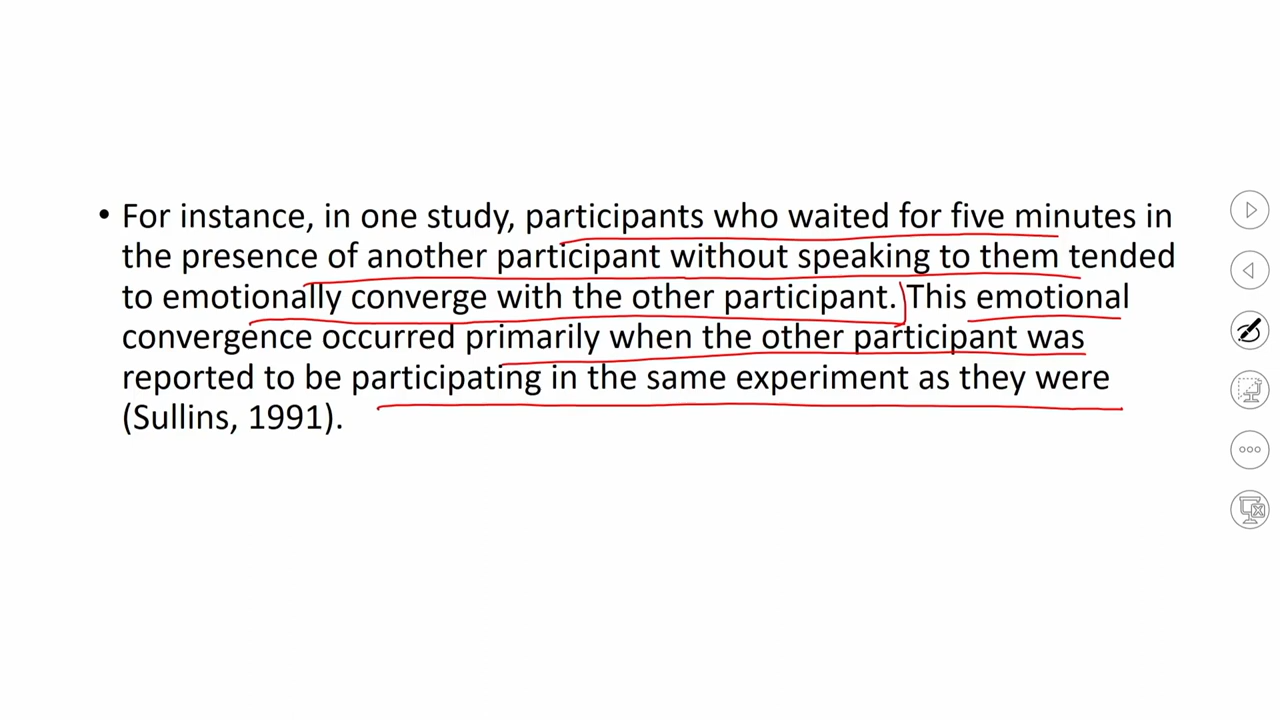 • For instance, in one study, participants who waited for five minutes in
the presence of another participant without speaking to them tended
to emotionally converge with the other participant. This emotional
convergence occurred primarily when the other participant was
reported to be participating in the same experiment as they were
(Sullins, 1991).